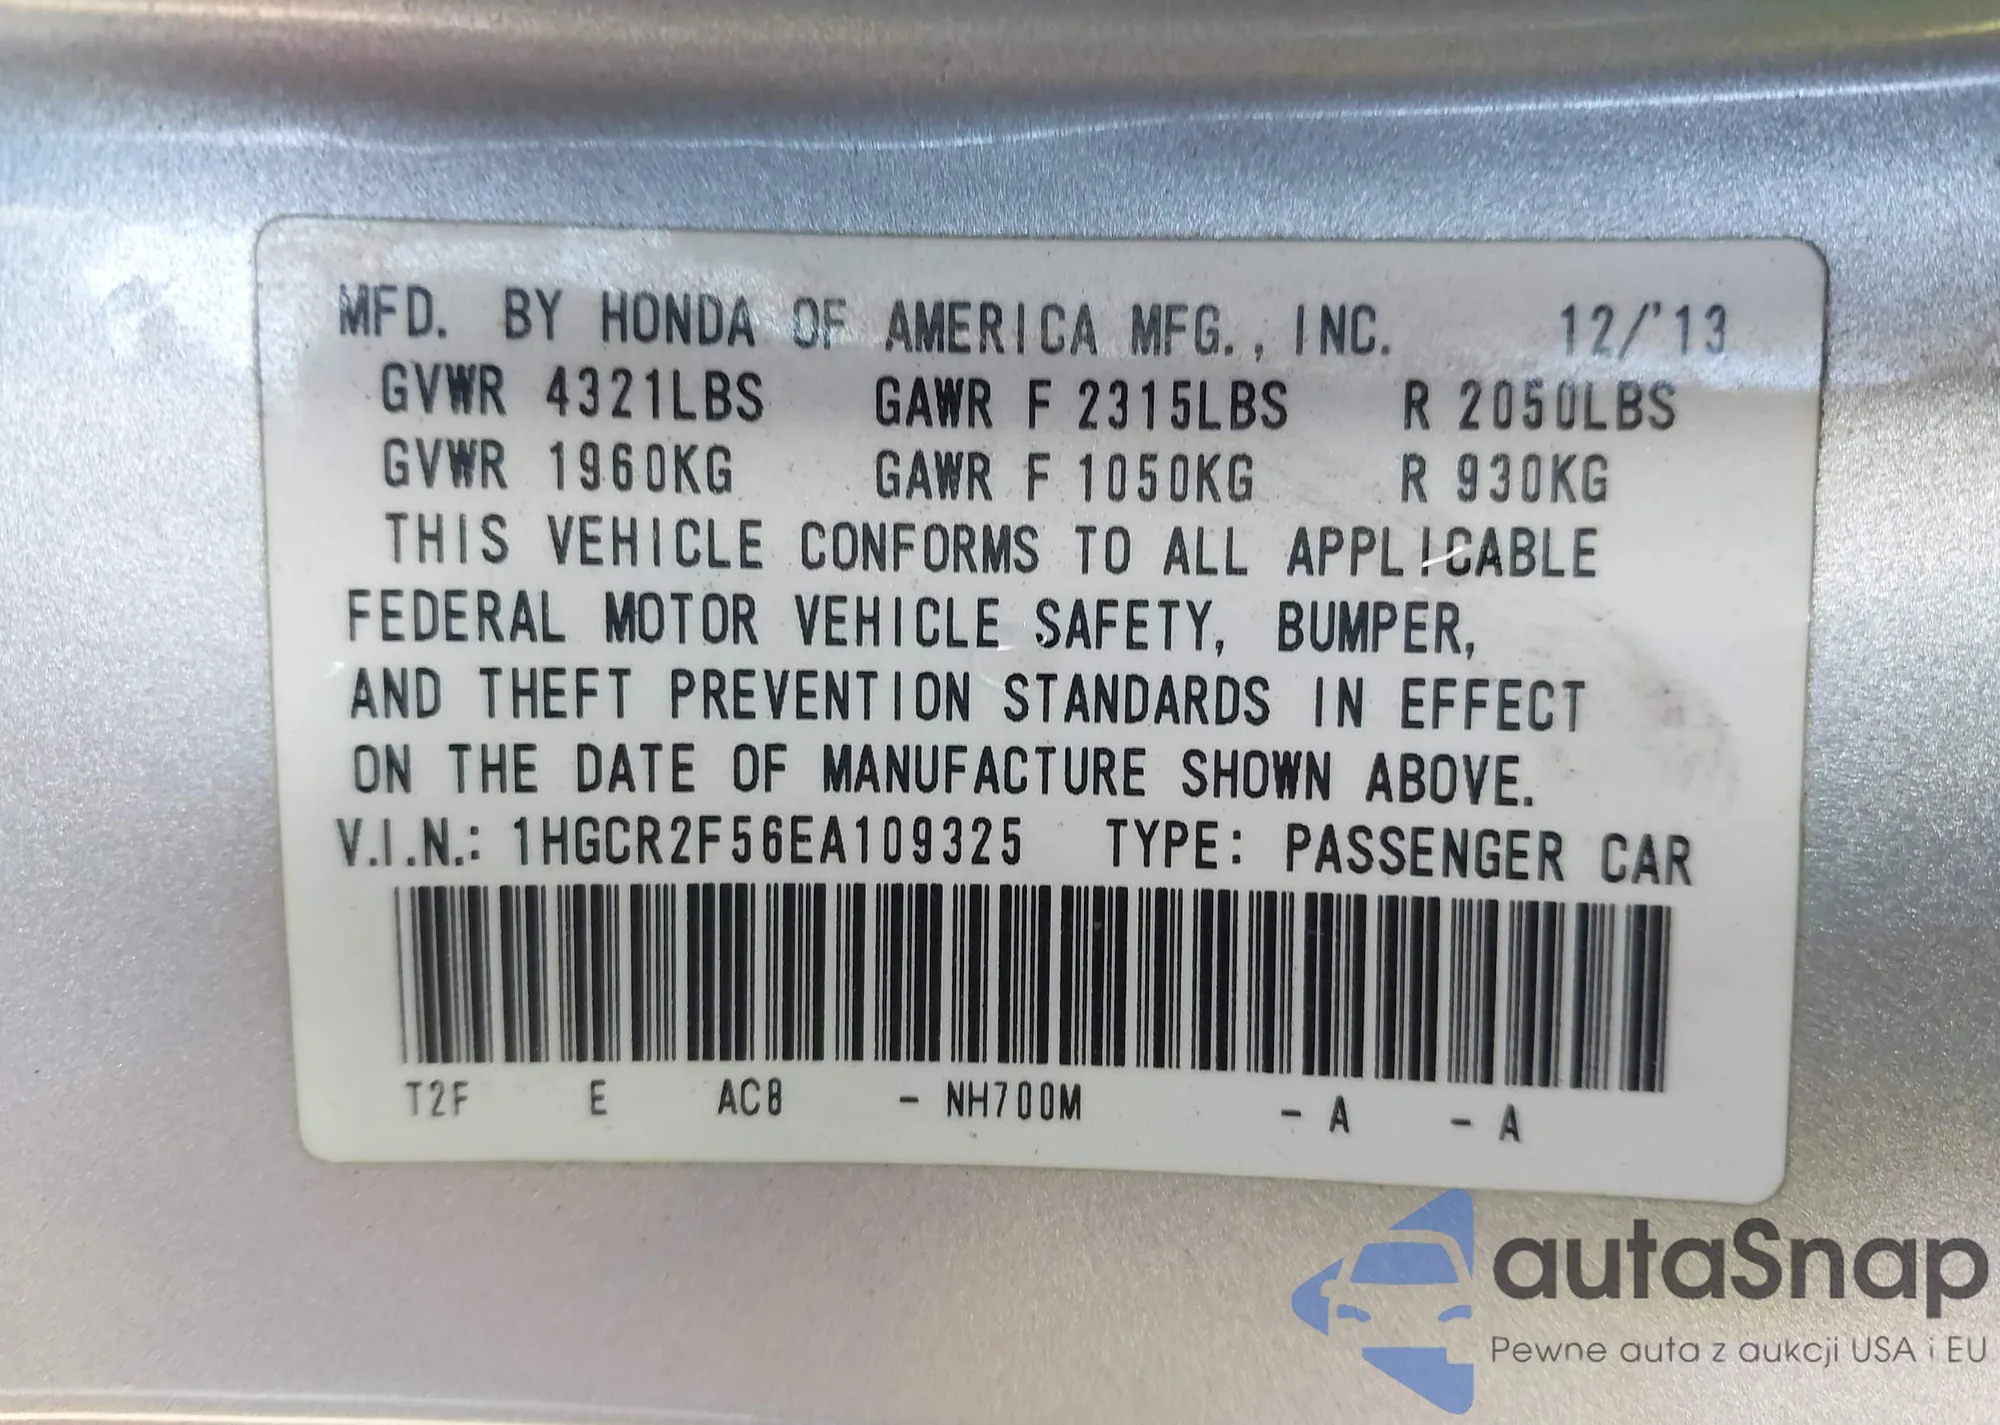 MFD. BY HONDA OF AMERICA MFG., INC. 12/'13
GVWR 4321LBS GAWR F 2315LBS R 2050LBS
GVWR 1960KG GAWR F 1050KG R 930KG
THIS VEHICLE CONFORMS TO ALL APPLICABLE
FEDERAL MOTOR VEHICLE SAFETY, BUMPER,
AND THEFT PREVENTION STANDARDS IN EFFECT
ON THE DATE OF MANUFACTURE SHOWN ABOVE.
V.I.N.: 1HGCR2F56EA109325 TYPE: PASSENGER CAR
T2F E AC8 - NH700M - A - A
autaSnap
Pewne auta z aukcji USA i EU